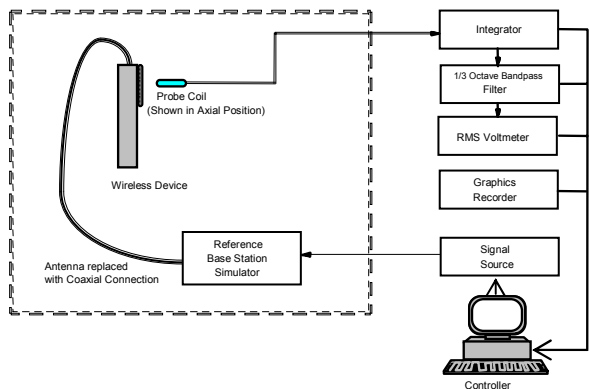 Integrator
1/3 Octave Bandpass
Filter
RMS Voltmeter
Graphics
Recorder
Signal
Source
Controller
Probe Coil
(Shown in Axial Position)
Wireless Device
Reference
Base Station
Simulator
Antenna replaced
with Coaxial Connection